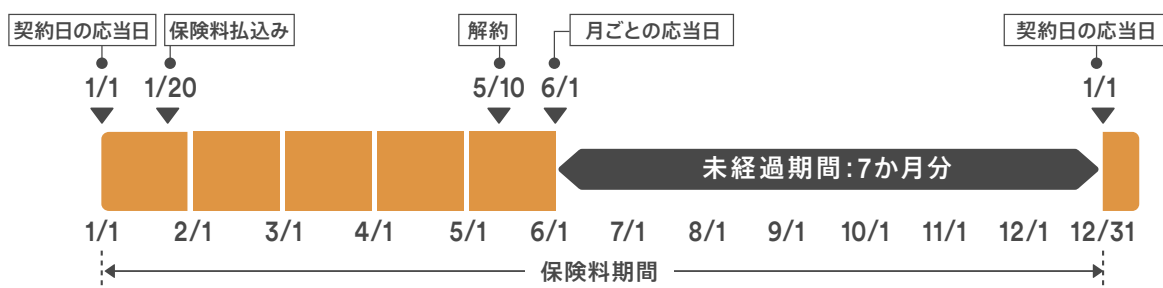 契約日の応当日 保険料払込み 解約 月ごとの応当日 契約日の応当日
1/1 1/20 5/10 6/1 1/1
未経過期間:7か月分
1/1 2/1 3/1 4/1 5/1 6/1 7/1 8/1 9/1 10/1 11/1 12/1 12/31
保険料期間